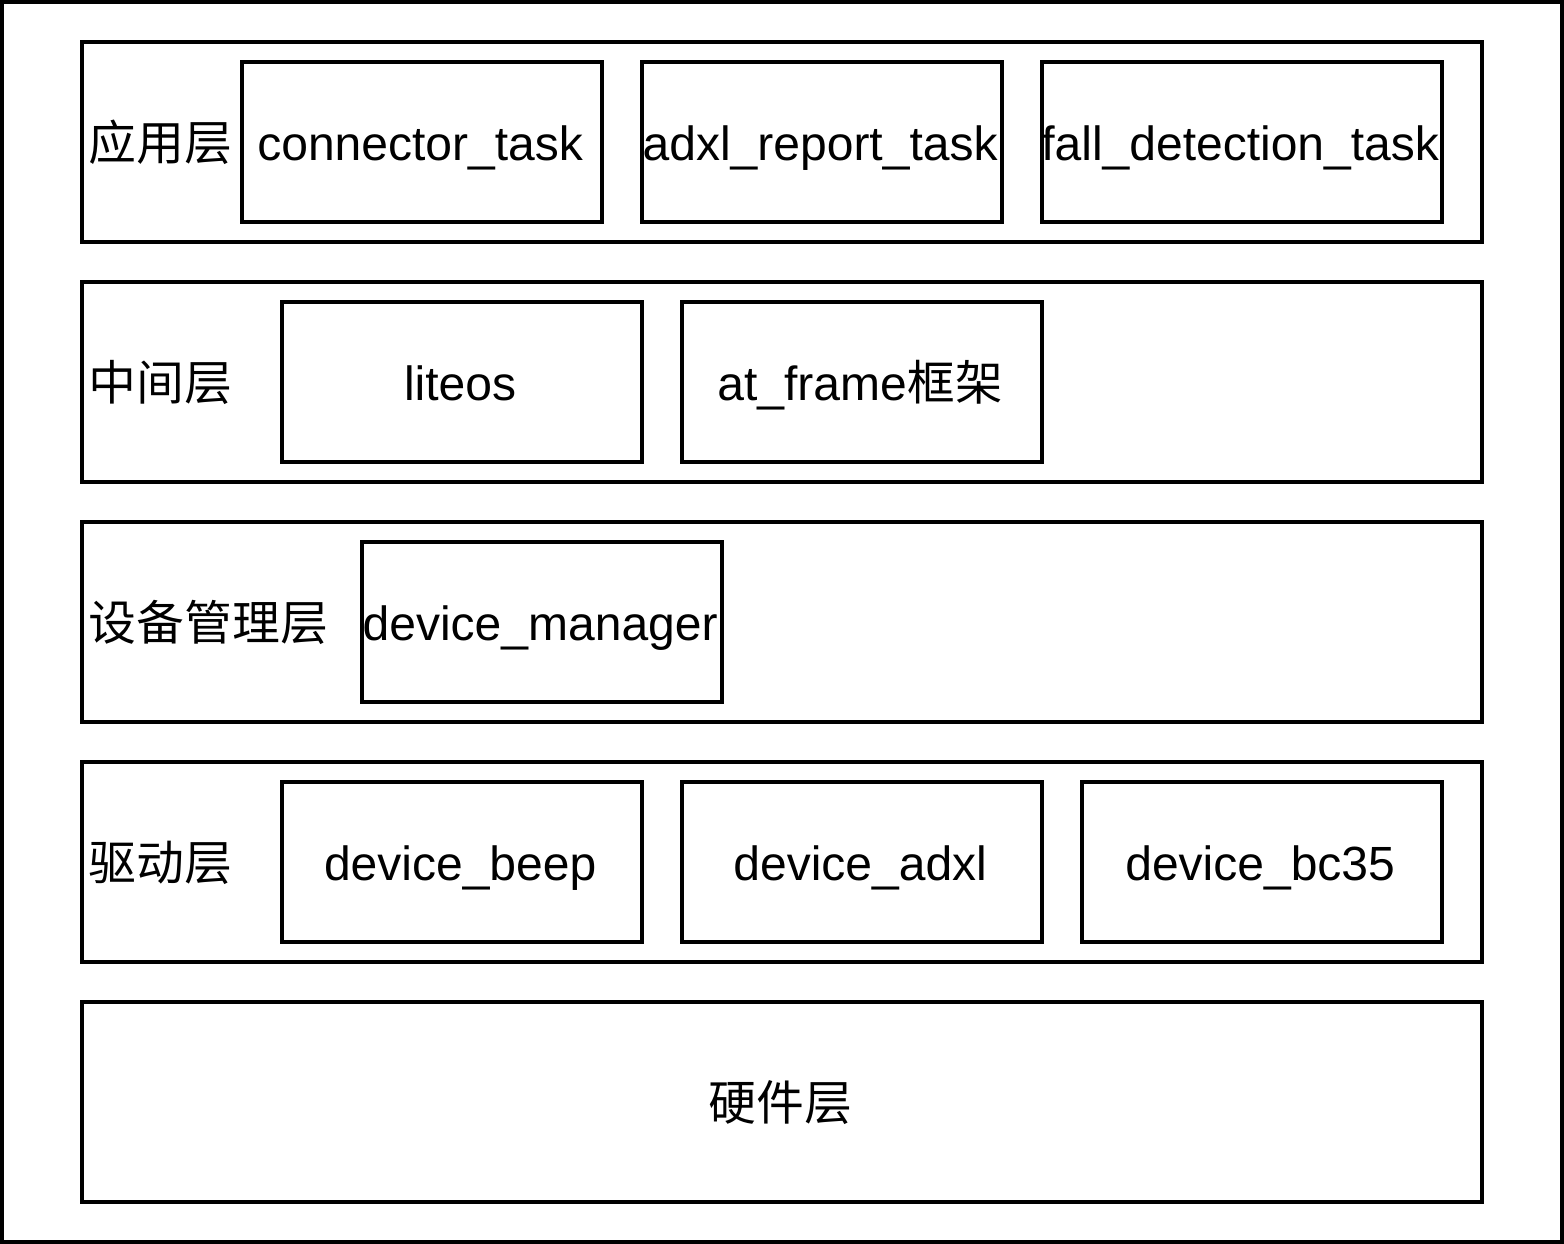 应用层
connector_task
adxl_report_task
fall_detection_task
中间层
liteos
at_frame框架
设备管理层
device_manager
驱动层
device_beep
device_adxl
device_bc35
硬件层